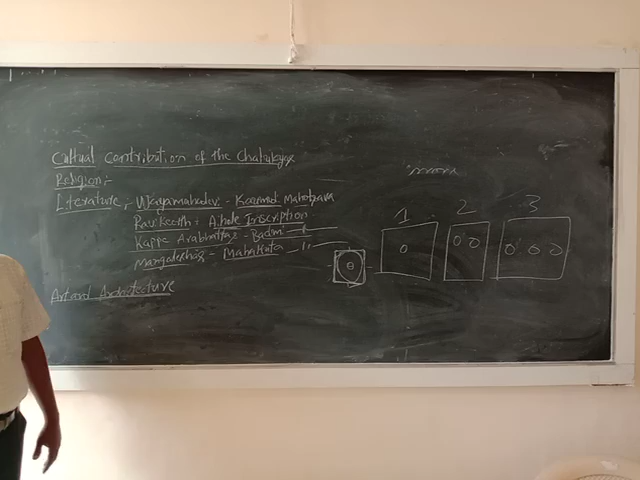 Cultural contribution of the Chalukyas
Religion:-
Literature:- Vijayamahadevi - Kaumudi Mahotsava
Ravikeerthi: Aihole Inscription
Kappe Arabhattas - Badmi - "
Mangalesha - Mahakuta - "
Art and Architecture
1 2 3